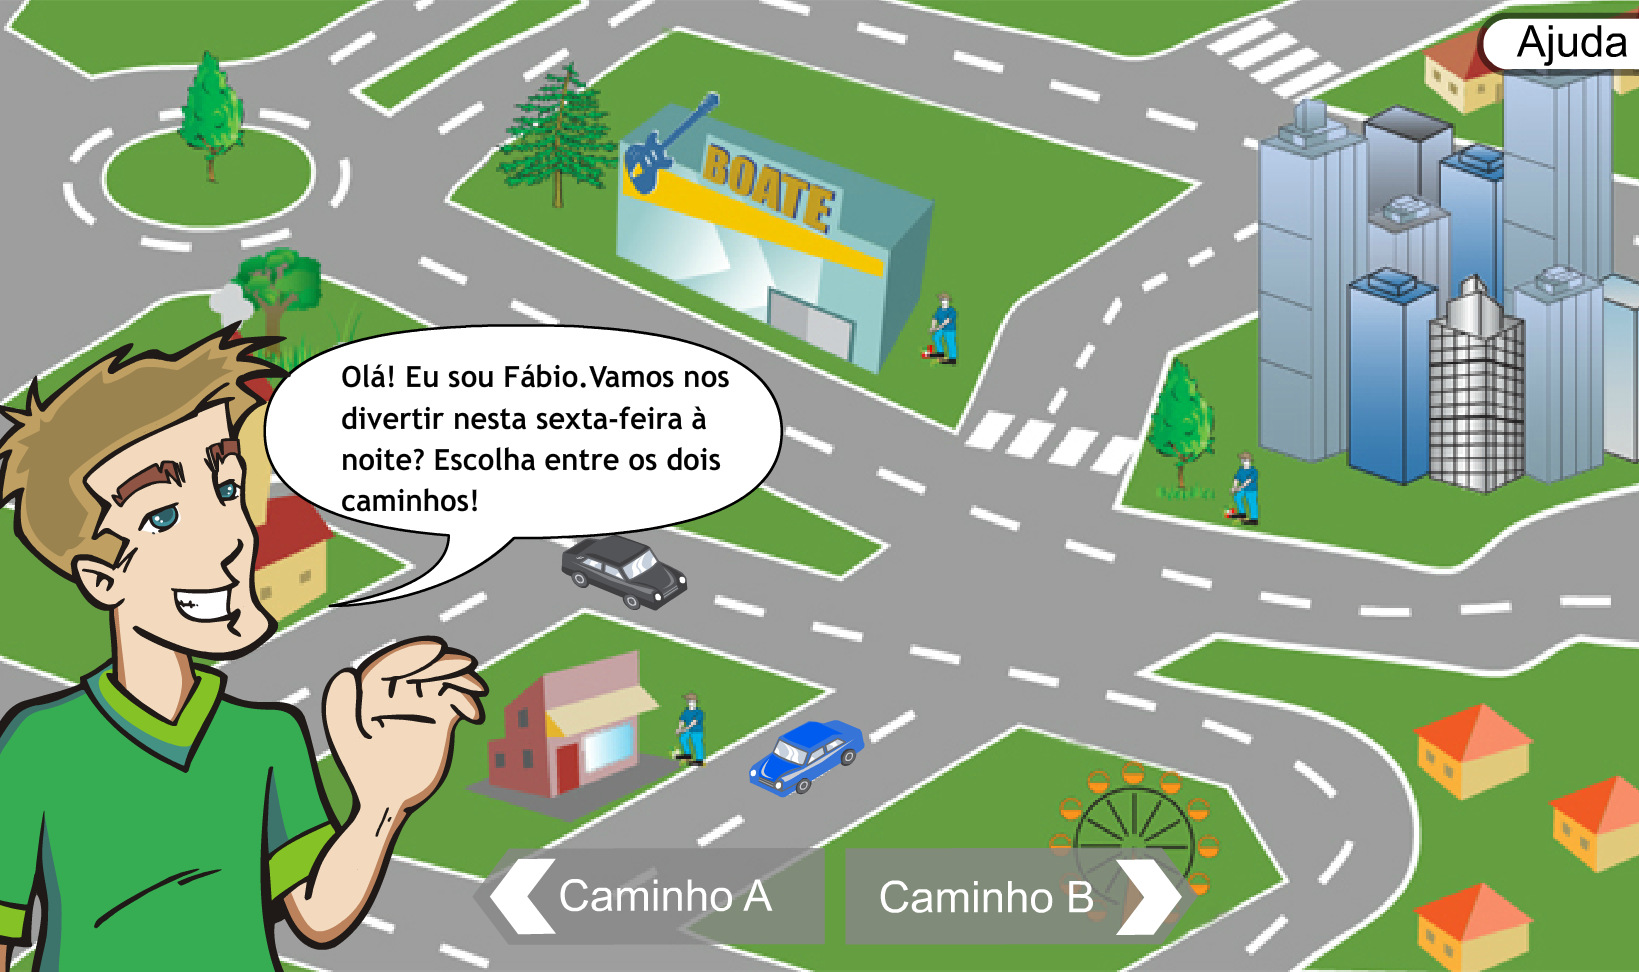 Ajuda
BOATE
Olá! Eu sou Fábio.Vamos nos
divertir nesta sexta-feira à
noite? Escolha entre os dois
caminhos!
Caminho A
Caminho B